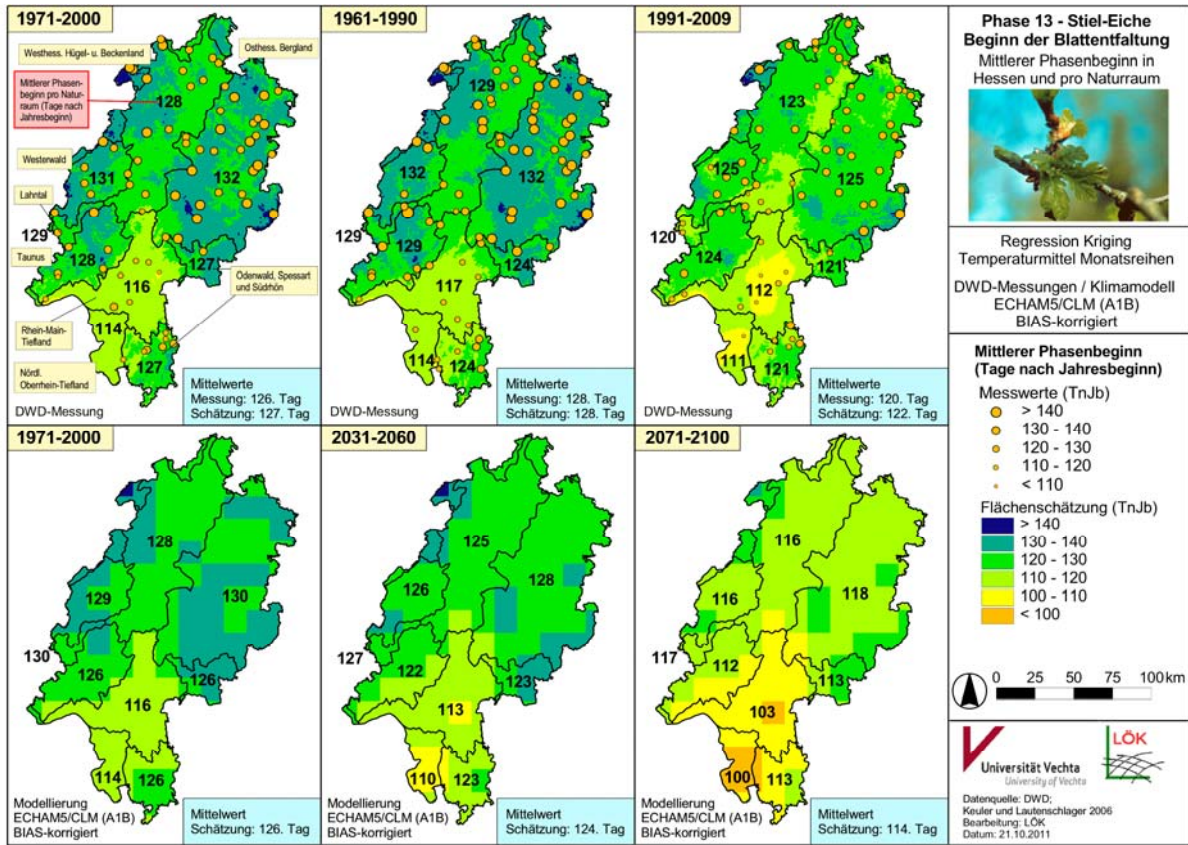 1971-2000
Westhess. Hügel- u. Beckenland
Osthess. Bergland
Mittlerer Phasen-
beginn pro Natur-
raum (Tage nach
Jahresbeginn)
128
Westerwald
131
132
Lahntal
129
128
Taunus
127
Odenwald, Spessart
und Südrhön
116
Rhein-Main-
Tiefland
114
127
Nördl.
Oberrhein-Tiefland
DWD-Messung
Mittelwerte
Messung: 126. Tag
Schätzung: 127. Tag
1961-1990
129
132
132
129
129
124
117
114
124
DWD-Messung
Mittelwerte
Messung: 128. Tag
Schätzung: 128. Tag
1991-2009
123
125
125
120
124
121
112
111
121
DWD-Messung
Mittelwerte
Messung: 120. Tag
Schätzung: 122. Tag
1971-2000
128
129
130
130
126
126
116
114
126
Modellierung
ECHAM5/CLM (A1B)
BIAS-korrigiert
Mittelwert
Schätzung: 126. Tag
2031-2060
125
126
128
127
122
123
113
110
123
Modellierung
ECHAM5/CLM (A1B)
BIAS-korrigiert
Mittelwert
Schätzung: 124. Tag
2071-2100
116
116
118
117
112
113
103
100
113
Modellierung
ECHAM5/CLM (A1B)
BIAS-korrigiert
Mittelwert
Schätzung: 114. Tag
Phase 13 - Stiel-Eiche
Beginn der Blattentfaltung
Mittlerer Phasenbeginn in
Hessen und pro Naturraum
Regression Kriging
Temperaturmittel Monatsreihen
DWD-Messungen / Klimamodell
ECHAM5/CLM (A1B)
BIAS-korrigiert
Mittlerer Phasenbeginn
(Tage nach Jahresbeginn)
Messwerte (TnJb)
> 140
130 - 140
120 - 130
110 - 120
< 110
Flächenschätzung (TnJb)
> 140
130 - 140
120 - 130
110 - 120
100 - 110
< 100
0 25 50 75 100 km
Universität Vechta
University of Vechta
LÖK
Datenquelle: DWD;
Keuler und Lautenschlager 2006
Bearbeitung: LÖK
Datum: 21.10.2011